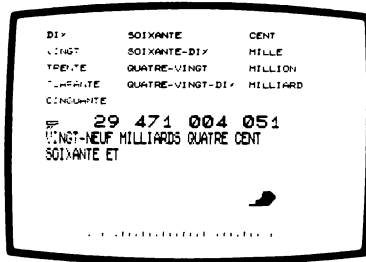 DIX SOIXANTE CENT
VINGT SOIXANTE-DIX MILLE
TRENTE QUATRE-VINGT MILLION
QUARANTE QUATRE-VINGT-DIX MILLIARD
CINQUANTE
29 471 004 051
VINGT-NEUF MILLIARDS QUATRE CENT
SOIXANTE ET